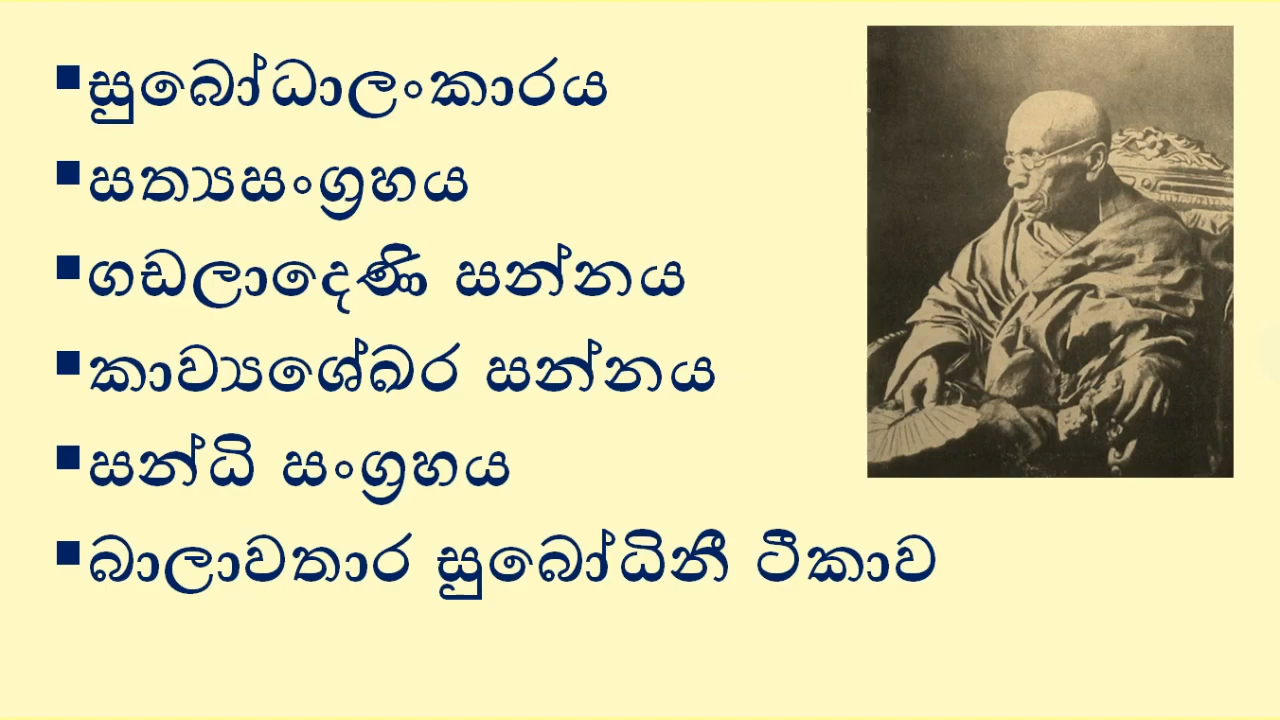 ▪සුබෝධාලංකාරය
▪සත්‍යසංග්‍රහය
▪ගඩලාදෙණි සන්නය
▪කාව්‍යශේඛර සන්නය
▪සන්ධි සංග්‍රහය
▪බාලාවතාර සුබෝධිනී ටීකාව